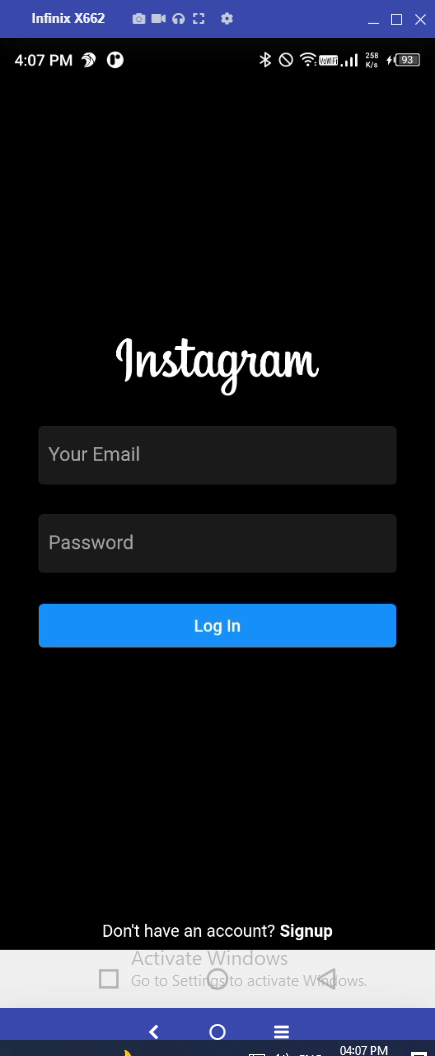 Infinix X662
4:07 PM
VoWiFi
258
K/s
93
Instagram
Your Email
Password
Log In
Don't have an account? Signup
Activate Windows
Go to Settings to activate Windows.
04:07 PM